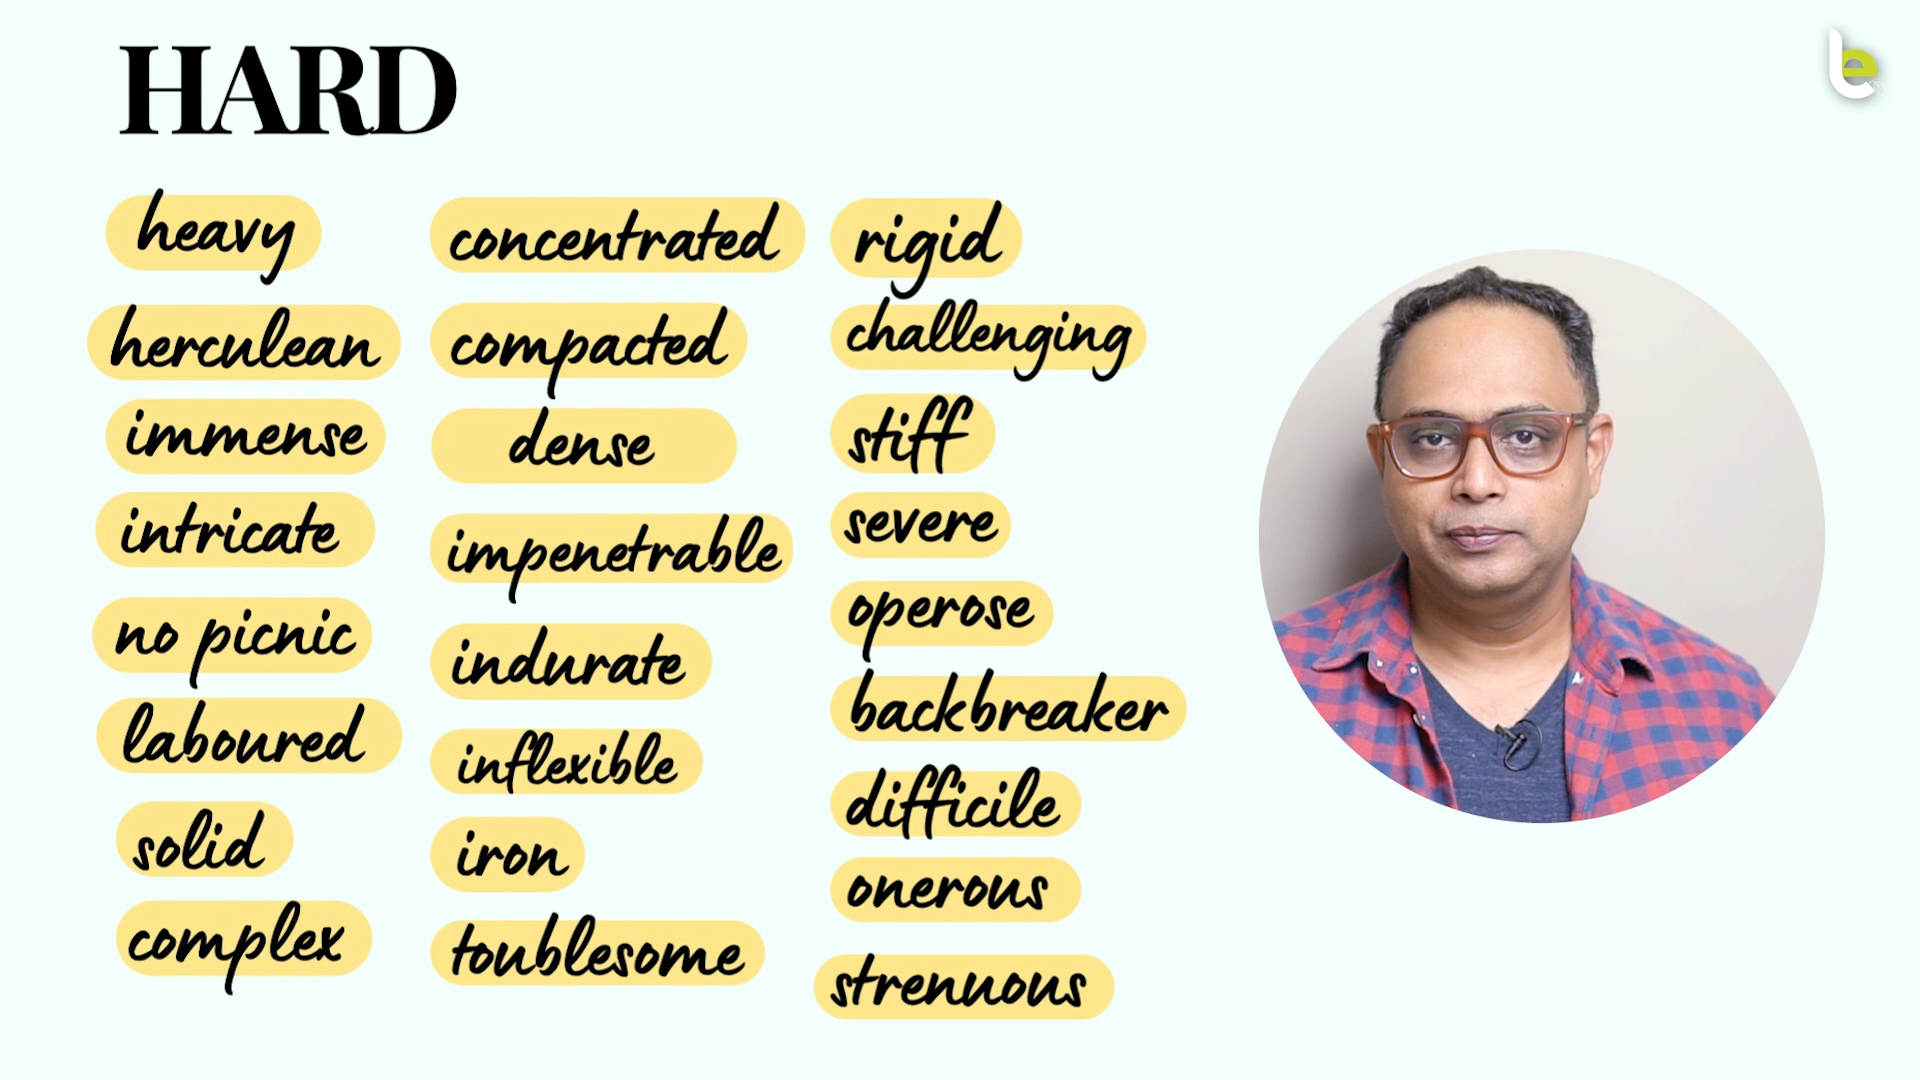 HARD
heavy
herculean
immense
intricate
no picnic
laboured
solid
complex
concentrated
compacted
dense
impenetrable
indurate
inflexible
iron
toublesome
rigid
challenging
stiff
severe
operose
backbreaker
difficile
onerous
strenuous